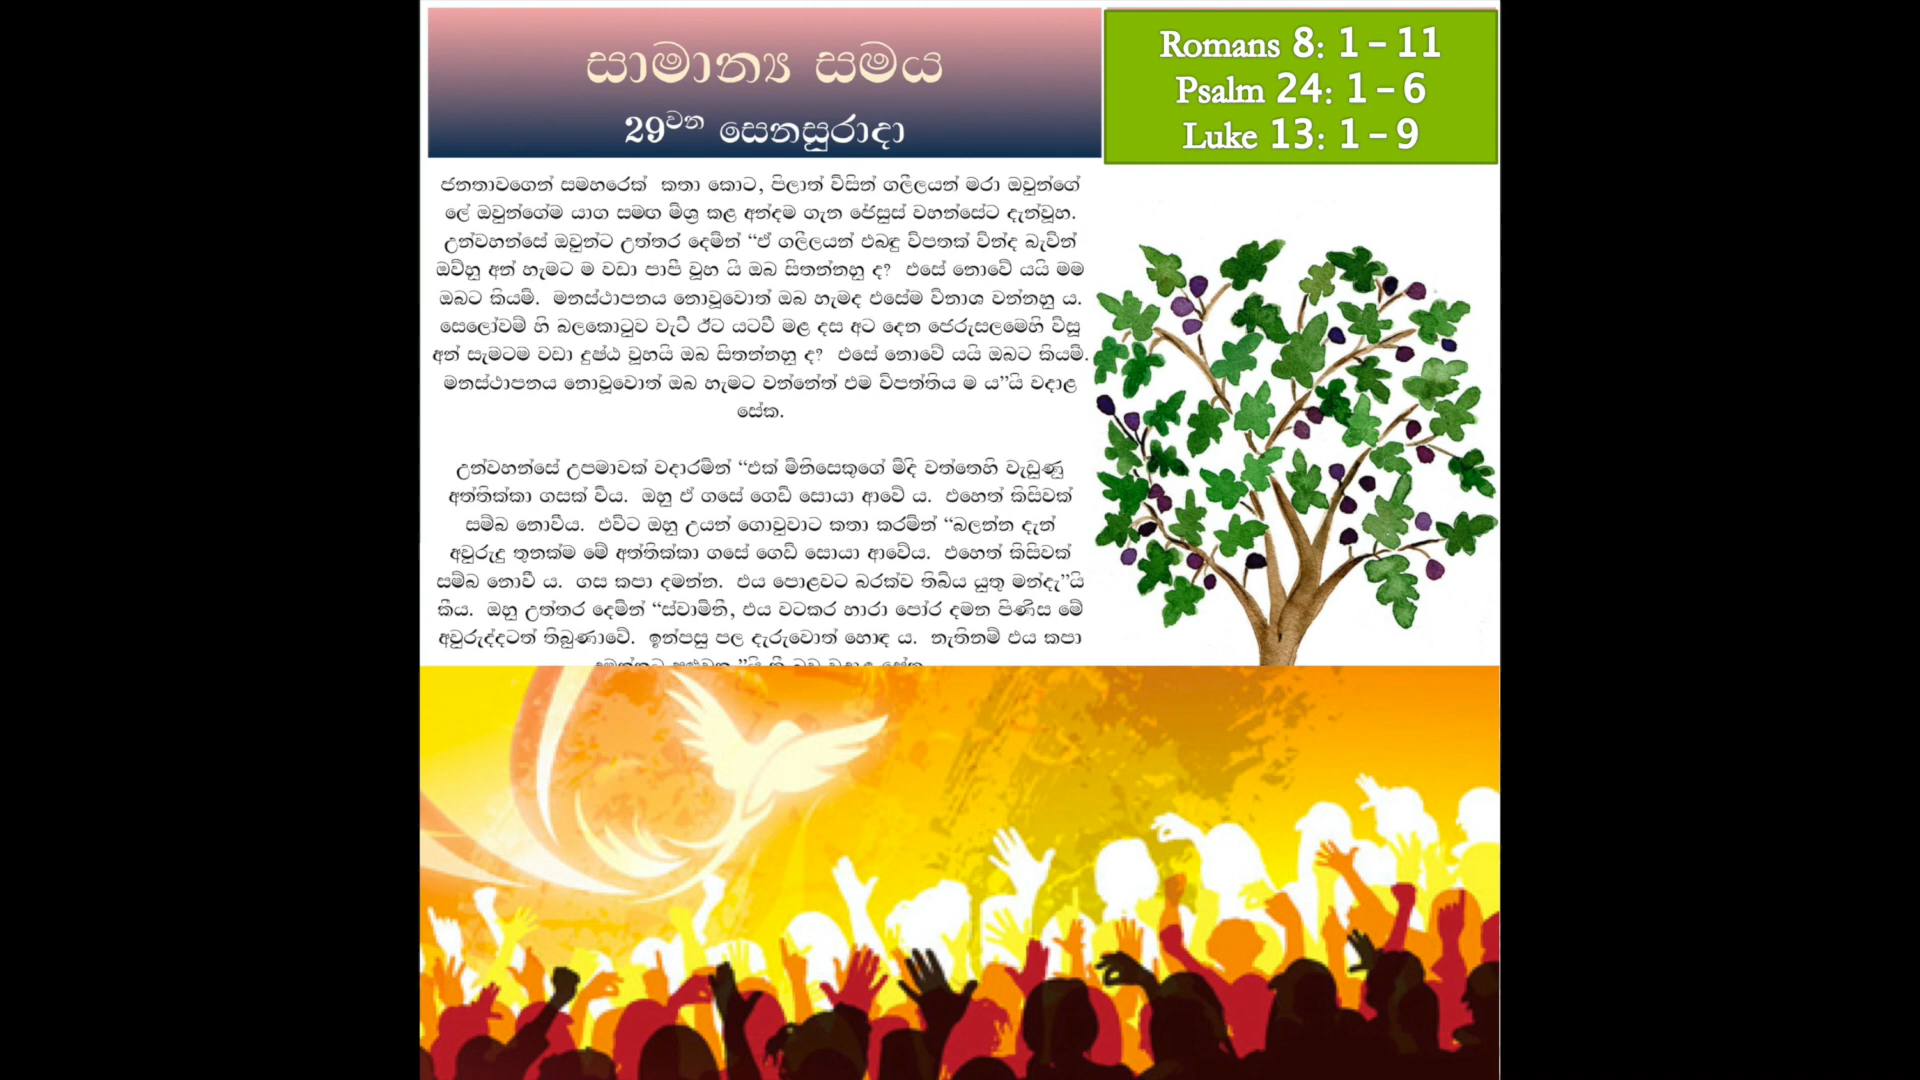 සාමාන්‍ය සමය
29වන සෙනසුරාදා
Romans 8: 1 – 11
Psalm 24: 1 – 6
Luke 13: 1 – 9
ජනතාවගෙන් සමහරෙක් කතා කොට, පිලාත් විසින් ගලීලයන් මරා ඔවුන්ගේ
ලේ ඔවුන්ගේම යාග සමඟ මිශ්‍ර කළ අන්දම ගැන ජේසුස් වහන්සේට දැන්වූහ.
උන්වහන්සේ ඔවුන්ට උත්තර දෙමින් “ඒ ගලීලයන් එබඳු විපතක් වින්ද බැවින්
ඔව්හු අන් හැමට ම වඩා පාපී වූහ යි ඔබ සිතන්නහු ද? එසේ නොවේ යයි මම
ඔබට කියමි. මනස්ථාපනය නොවූවොත් ඔබ හැමද එසේම විනාශ වන්නහු ය.
සෙලෝවම් හි බලකොටුව වැටී ඊට යටවී මළ දස අට දෙන ජෙරුසලමෙහි විසූ
අන් සැමටම වඩා දුෂ්ඨ වූහයි ඔබ සිතන්නහු ද? එසේ නොවේ යයි ඔබට කියමි.
මනස්ථාපනය නොවූවොත් ඔබ හැමට වන්නේත් එම විපත්තිය ම ය”යි වදාළ
සේක.
උන්වහන්සේ උපමාවක් වදාරමින් “එක් මිනිසෙකුගේ මිදි වත්තෙහි වැඩුණු
අත්තික්කා ගසක් විය. ඔහු ඒ ගසේ ගෙඩි සොයා ආවේ ය. එහෙත් කිසිවක්
සම්බ නොවීය. එවිට ඔහු උයන් ගොවුවාට කතා කරමින් “බලන්න දැන්
අවුරුදු තුනක්ම මේ අත්තික්කා ගසේ ගෙඩි සොයා ආවේය. එහෙත් කිසිවක්
සම්බ නොවී ය. ගස කපා දමන්න. එය පොළවට බරක්ව තිබිය යුතු මන්දැ”යි
කීය. ඔහු උත්තර දෙමින් “ස්වාමිනී, එය වටකර හාරා පෝර දමන පිණිස මේ
අවුරුද්දටත් තිබුණාවේ. ඉන්පසු පල දැරුවොත් හොඳ ය. නැතිනම් එය කපා